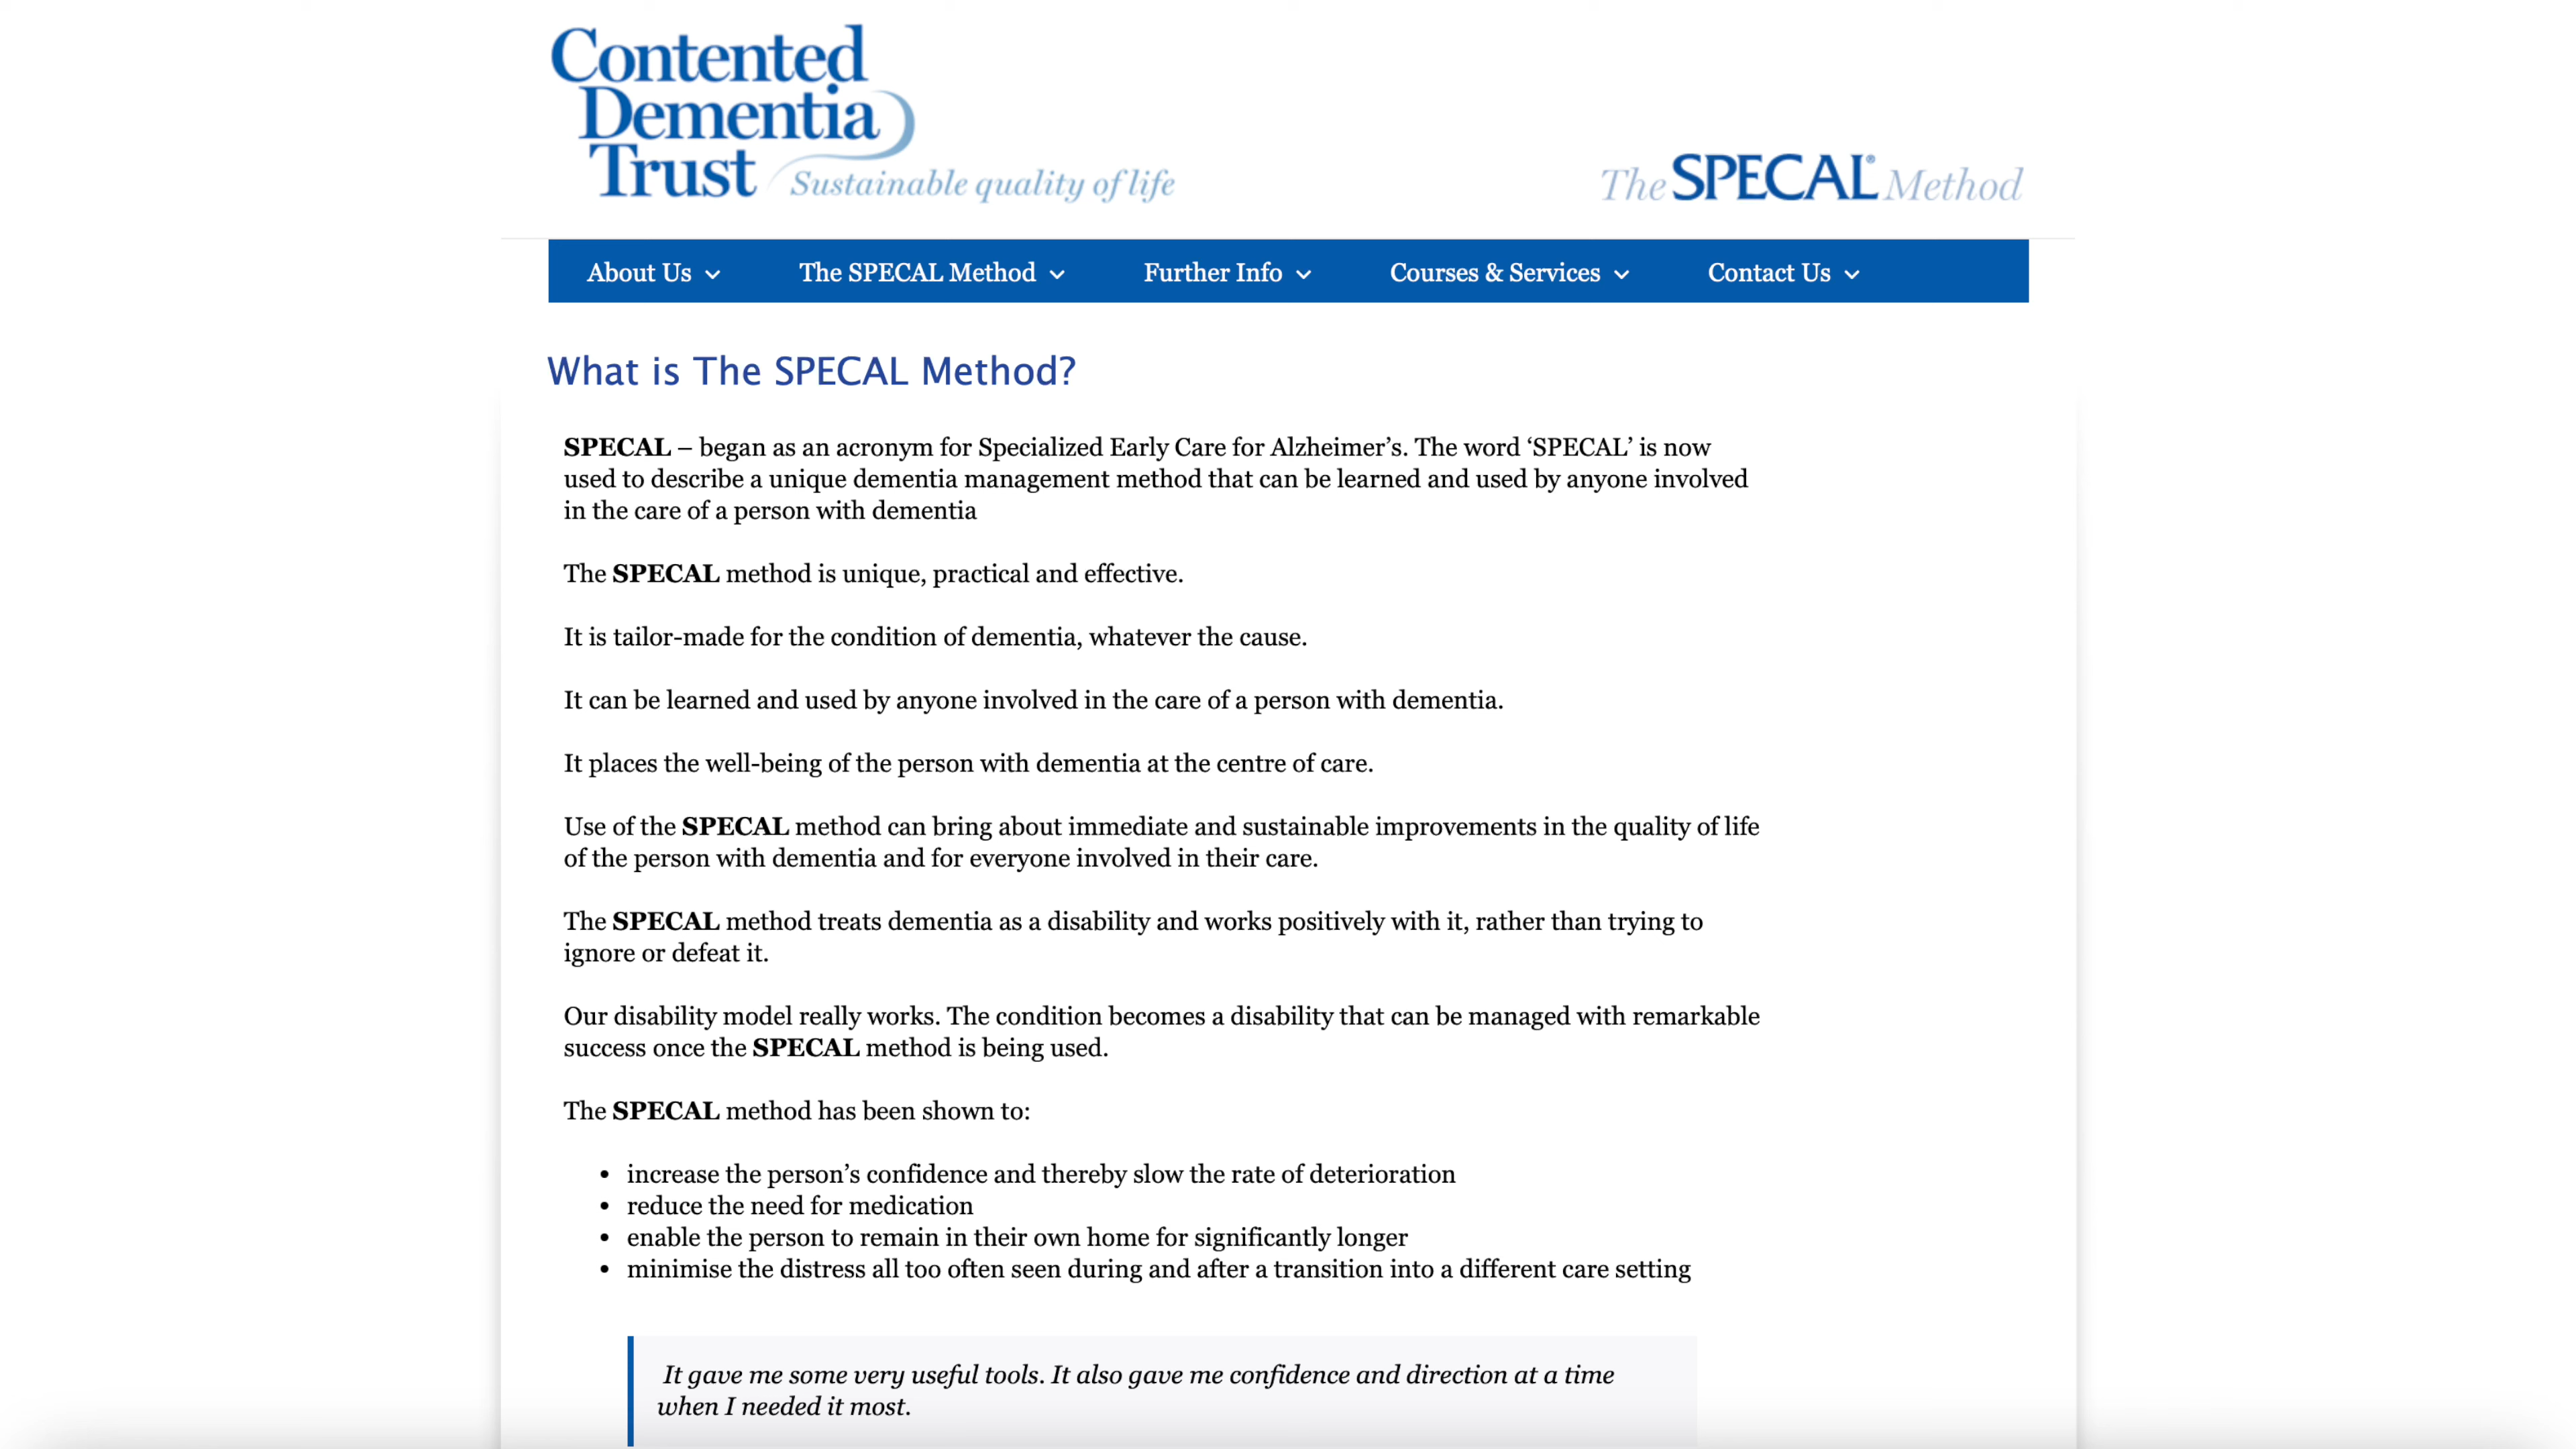 Contented
Dementia
Trust
Sustainable quality of life
The SPECAL® Method
About Us
The SPECAL Method
Further Info
Courses & Services
Contact Us
What is The SPECAL Method?
SPECAL – began as an acronym for Specialized Early Care for Alzheimer’s. The word ‘SPECAL’ is now
used to describe a unique dementia management method that can be learned and used by anyone involved
in the care of a person with dementia
The SPECAL method is unique, practical and effective.
It is tailor-made for the condition of dementia, whatever the cause.
It can be learned and used by anyone involved in the care of a person with dementia.
It places the well-being of the person with dementia at the centre of care.
Use of the SPECAL method can bring about immediate and sustainable improvements in the quality of life
of the person with dementia and for everyone involved in their care.
The SPECAL method treats dementia as a disability and works positively with it, rather than trying to
ignore or defeat it.
Our disability model really works. The condition becomes a disability that can be managed with remarkable
success once the SPECAL method is being used.
The SPECAL method has been shown to:
• increase the person’s confidence and thereby slow the rate of deterioration
• reduce the need for medication
• enable the person to remain in their own home for significantly longer
• minimise the distress all too often seen during and after a transition into a different care setting
It gave me some very useful tools. It also gave me confidence and direction at a time
when I needed it most.